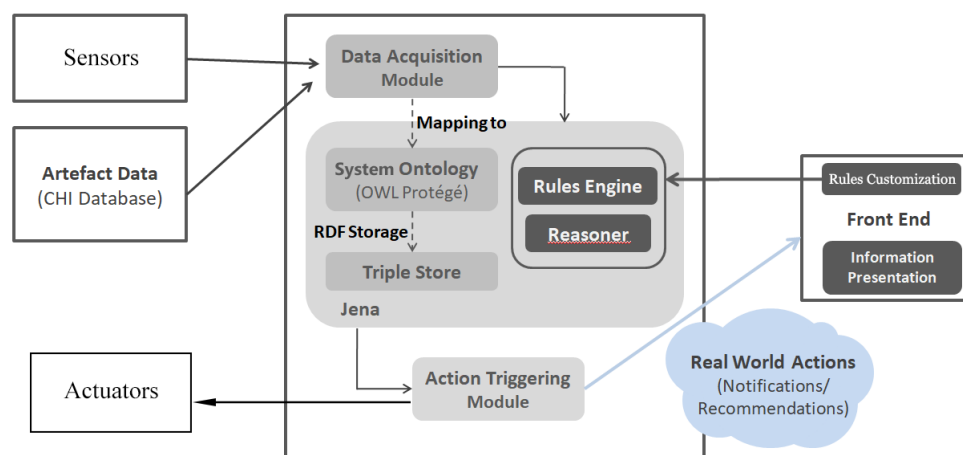 Sensors
Artefact Data
(CHI Database)
Actuators
Data Acquisition
Module
Mapping to
System Ontology
(OWL Protégé)
RDF Storage
Triple Store
Jena
Rules Engine
Reasoner
Action Triggering
Module
Rules Customization
Front End
Information
Presentation
Real World Actions
(Notifications/
Recommendations)